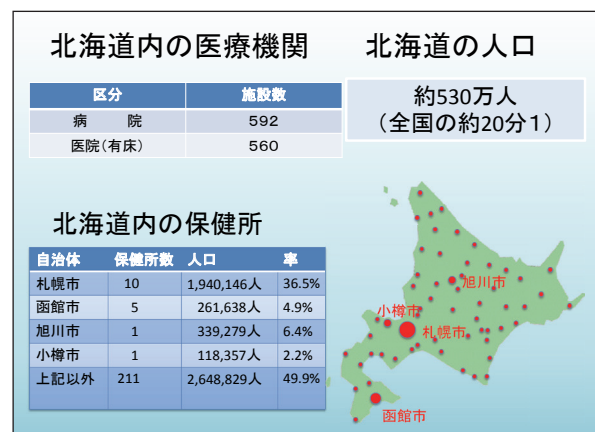 北海道内の医療機関
北海道の人口
区分 施設数
病 院 592
医院(有床) 560
約530万人
(全国の約20分1)
北海道内の保健所
自治体 保健所数 人口 率
札幌市 10 1,940,146人 36.5%
函館市 5 261,638人 4.9%
旭川市 1 339,279人 6.4%
小樽市 1 118,357人 2.2%
上記以外 211 2,648,829人 49.9%
旭川市
小樽市
札幌市
函館市